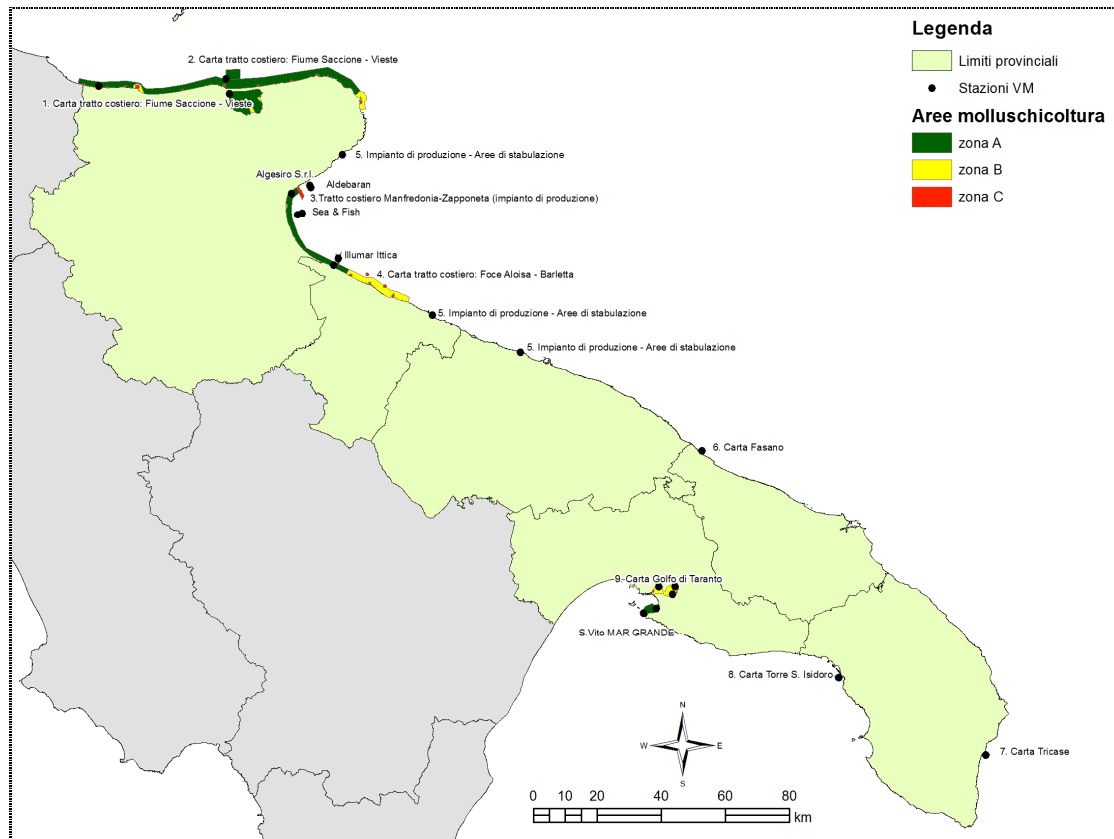 Legenda
Limiti provinciali
Stazioni VM
Aree molluschicoltura
zona A
zona B
zona C
2. Carta tratto costiero: Fiume Saccione - Vieste
1. Carta tratto costiero: Fiume Saccione - Vieste
5. Impianto di produzione - Aree di stabulazione
Algesiro S.r.l.
Aldebaran
3.Tratto costiero Manfredonia-Zapponeta (impianto di produzione)
Sea & Fish
Illumar Ittica
4. Carta tratto costiero: Foce Aloisa - Barletta
5. Impianto di produzione - Aree di stabulazione
5. Impianto di produzione - Aree di stabulazione
6. Carta Fasano
9. Carta Golfo di Taranto
S.Vito MAR GRANDE
8. Carta Torre S. Isidoro
7. Carta Tricase
N
W E
S
0 5 10 20 40 60 80
km